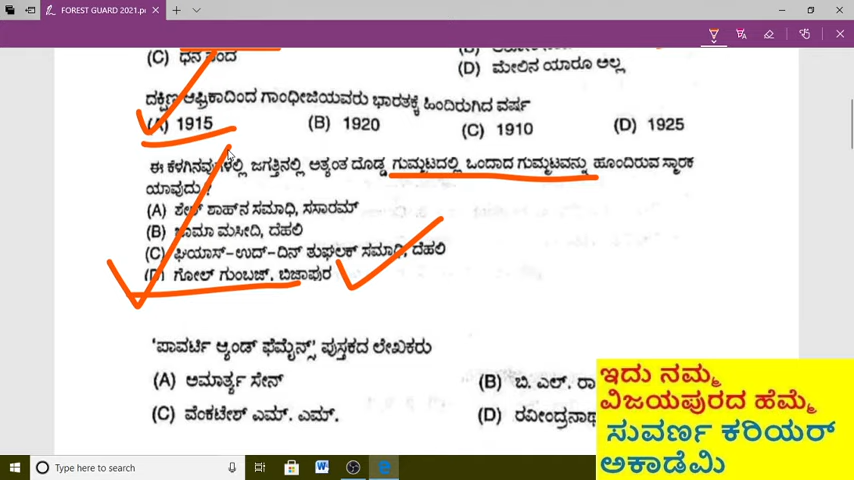 FOREST GUARD 2021.p
(C) ಧನ ನಂದ
(D) ಮೇಲಿನ ಯಾರೂ ಅಲ್ಲ
ದಕ್ಷಿಣ ಆಫ್ರಿಕಾದಿಂದ ಗಾಂಧೀಜಿಯವರು ಭಾರತಕ್ಕೆ ಹಿಂದಿರುಗಿದ ವರ್ಷ
(A) 1915 (B) 1920 (C) 1910 (D) 1925
ಈ ಕೆಳಗಿನವುಗಳಲ್ಲಿ ಜಗತ್ತಿನಲ್ಲಿ ಅತ್ಯಂತ ದೊಡ್ಡ ಗುಮ್ಮಟದಲ್ಲಿ ಒಂದಾದ ಗುಮ್ಮಟವನ್ನು ಹೊಂದಿರುವ ಸ್ಮಾರಕ
ಯಾವುದು?
(A) ಶೇರ್ ಶಾಹ್‌ನ ಸಮಾಧಿ, ಸಸಾರಮ್
(B) ಜಾಮಾ ಮಸೀದಿ, ದೆಹಲಿ
(C) ಘಿಯಾಸ್-ಉದ್-ದಿನ್ ತುಘಲಕ್ ಸಮಾಧಿ, ದೆಹಲಿ
(D) ಗೋಲ್ ಗುಂಬಜ್, ಬಿಜಾಪುರ
'ಪಾವರ್ಟಿ ಆ್ಯಂಡ್ ಫೆಮೈನ್ಸ್' ಪುಸ್ತಕದ ಲೇಖಕರು
(A) ಅಮಾರ್ತ್ಯ ಸೇನ್ (B) ಬಿ. ಎಲ್. ರಾ
(C) ವೆಂಕಟೇಶ್ ಎಮ್. ಎಮ್. (D) ರವೀಂದ್ರನಾಥ
ಇದು ನಮ್ಮ
ವಿಜಯಪುರದ ಹೆಮ್ಮೆ
ಸುವರ್ಣ ಕರಿಯರ್
ಅಕಾಡೆಮಿ
Type here to search